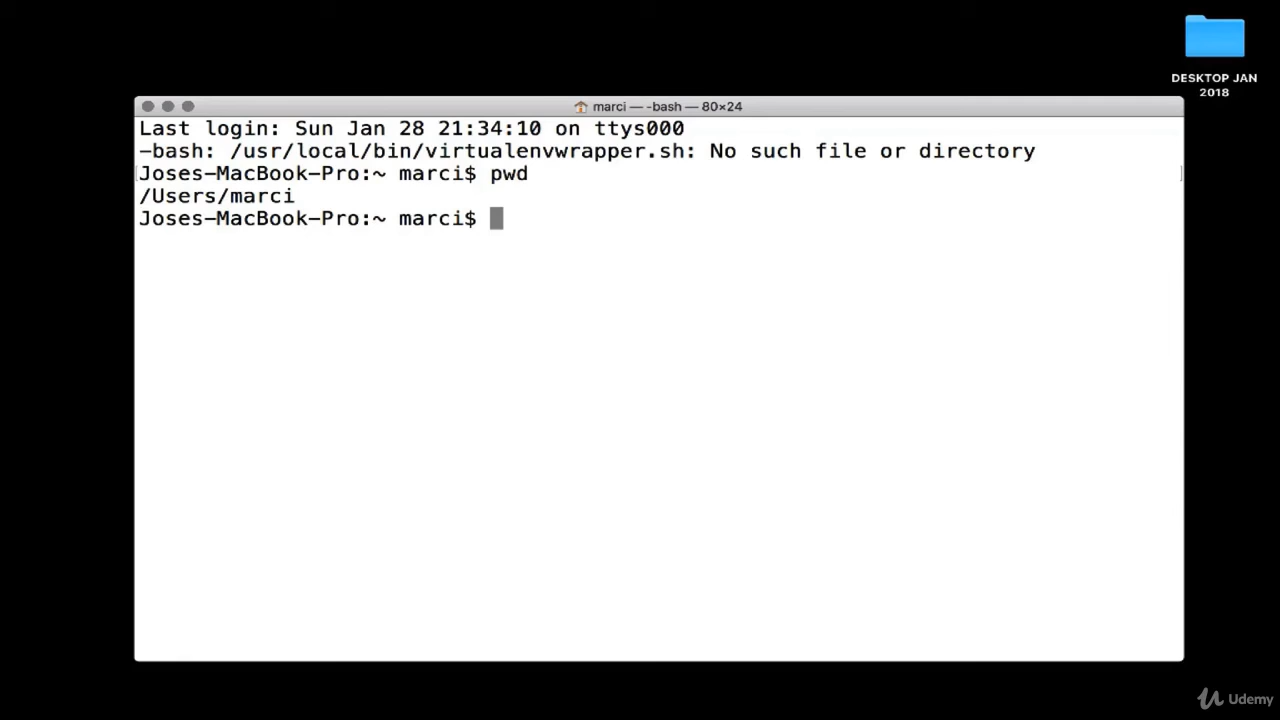 DESKTOP JAN
2018
marci — -bash — 80×24
Last login: Sun Jan 28 21:34:10 on ttys000
-bash: /usr/local/bin/virtualenvwrapper.sh: No such file or directory
Joses-MacBook-Pro:~ marci$ pwd
/Users/marci
Joses-MacBook-Pro:~ marci$
Udemy